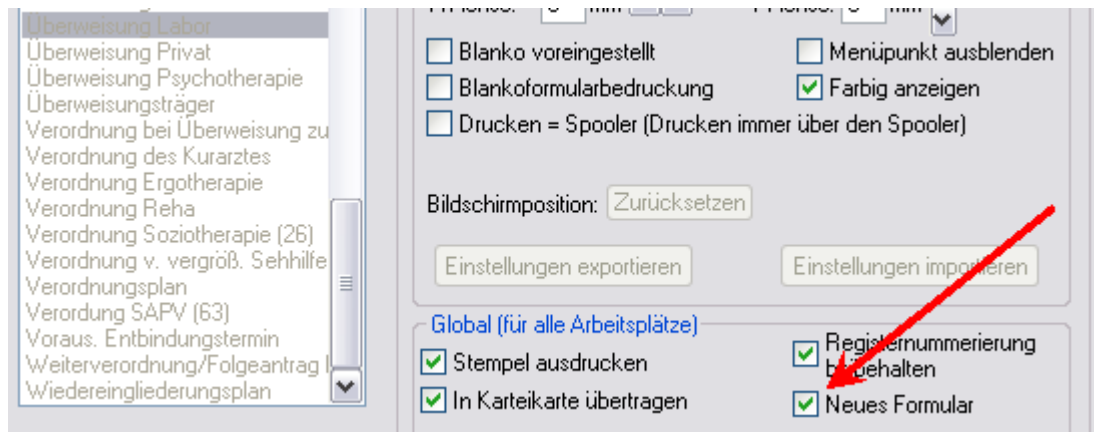 Überweisung Labor
Überweisung Privat
Überweisung Psychotherapie
Überweisungsträger
Verordnung bei Überweisung zu
Verordnung des Kurarztes
Verordnung Ergotherapie
Verordnung Reha
Verordnung Soziotherapie (26)
Verordnung v. vergröß. Sehhilfe
Verordnungsplan
Verordung SAPV (63)
Voraus. Entbindungstermin
Weiterverordnung/Folgeantrag
Wiedereingliederungsplan
mm mm
Blanko voreingestellt Menüpunkt ausblenden
Blankoformularbedruckung Farbig anzeigen
Drucken = Spooler (Drucken immer über den Spooler)
Bildschirmposition: Zurücksetzen
Einstellungen exportieren Einstellungen importieren
Global (für alle Arbeitsplätze)
Stempel ausdrucken Registernummerierung
beibehalten
In Karteikarte übertragen Neues Formular